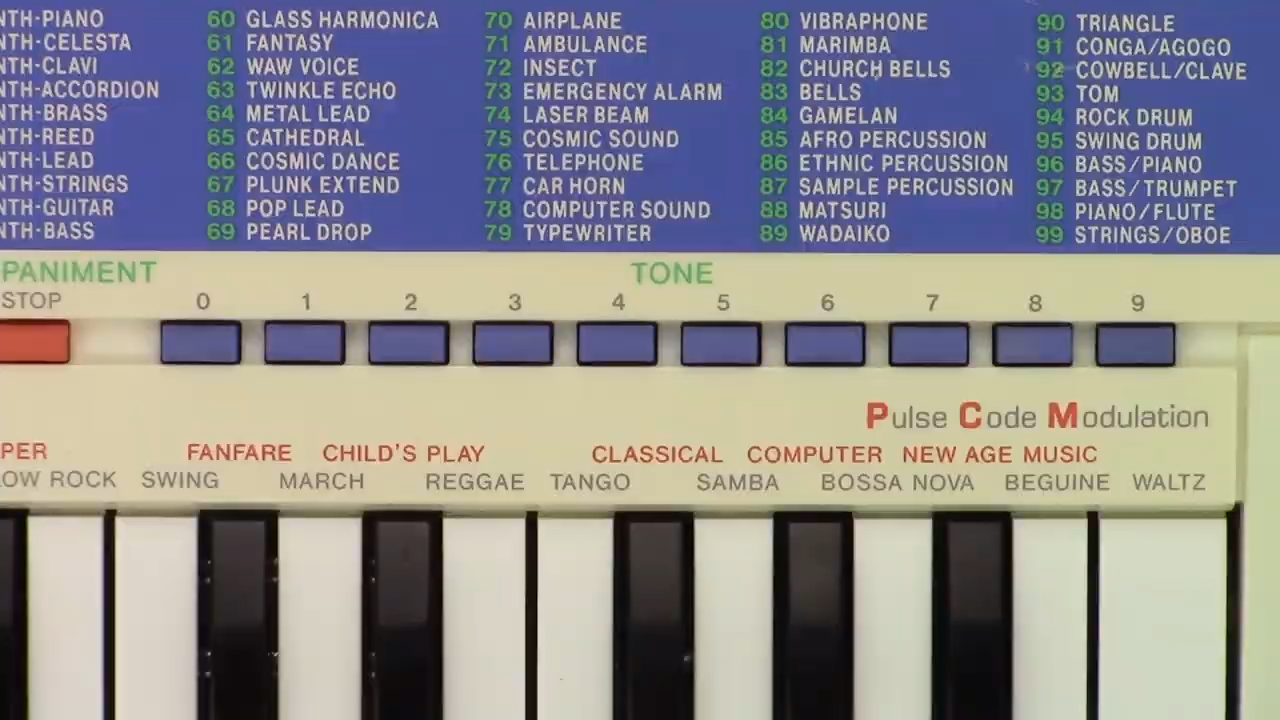 NTH-PIANO 60 GLASS HARMONICA 70 AIRPLANE 80 VIBRAPHONE 90 TRIANGLE
NTH-CELESTA 61 FANTASY 71 AMBULANCE 81 MARIMBA 91 CONGA/AGOGO
NTH-CLAVI 62 WAW VOICE 72 INSECT 82 CHURCH BELLS 92 COWBELL/CLAVE
NTH-ACCORDION 63 TWINKLE ECHO 73 EMERGENCY ALARM 83 BELLS 93 TOM
NTH-BRASS 64 METAL LEAD 74 LASER BEAM 84 GAMELAN 94 ROCK DRUM
NTH-REED 65 CATHEDRAL 75 COSMIC SOUND 85 AFRO PERCUSSION 95 SWING DRUM
NTH-LEAD 66 COSMIC DANCE 76 TELEPHONE 86 ETHNIC PERCUSSION 96 BASS/PIANO
NTH-STRINGS 67 PLUNK EXTEND 77 CAR HORN 87 SAMPLE PERCUSSION 97 BASS/TRUMPET
NTH-GUITAR 68 POP LEAD 78 COMPUTER SOUND 88 MATSURI 98 PIANO/FLUTE
NTH-BASS 69 PEARL DROP 79 TYPEWRITER 89 WADAIKO 99 STRINGS/OBOE
PANIMENT TONE
STOP 0 1 2 3 4 5 6 7 8 9
Pulse Code Modulation
PER FANFARE CHILD'S PLAY CLASSICAL COMPUTER NEW AGE MUSIC
OW ROCK SWING MARCH REGGAE TANGO SAMBA BOSSA NOVA BEGUINE WALTZ